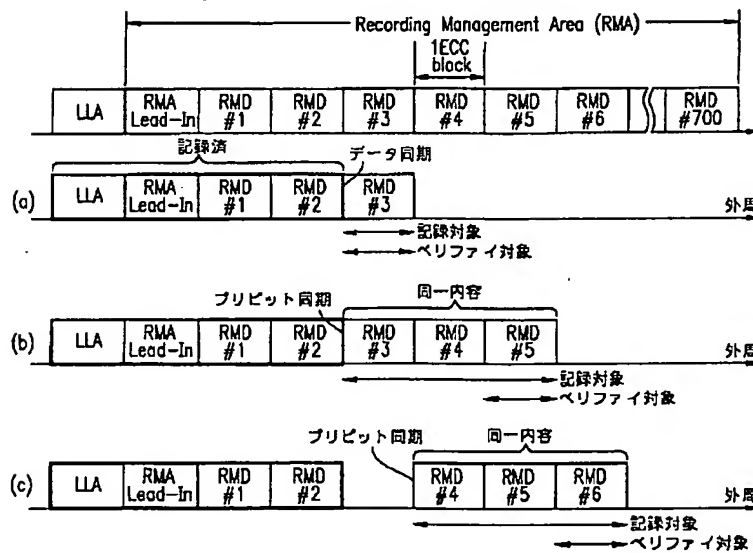 Recording Management Area (RMA)
1ECC
block
LLA
RMA
Lead-In
RMD
#1
RMD
#2
RMD
#3
RMD
#4
RMD
#5
RMD
#6
RMD
#700
記録済
データ同期
(a)
LLA
RMA
Lead-In
RMD
#1
RMD
#2
RMD
#3
外周
記録対象
ベリファイ対象
プリピット同期
同一内容
(b)
LLA
RMA
Lead-In
RMD
#1
RMD
#2
RMD
#3
RMD
#4
RMD
#5
外周
記録対象
ベリファイ対象
プリピット同期
同一内容
(c)
LLA
RMA
Lead-In
RMD
#1
RMD
#2
RMD
#4
RMD
#5
RMD
#6
外周
記録対象
ベリファイ対象